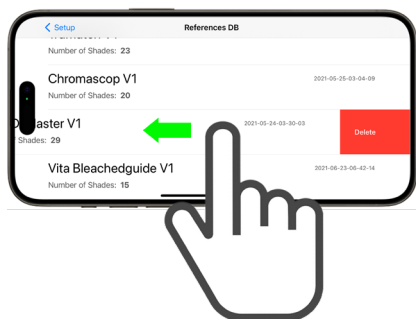 Setup
References DB
Number of Shades: 23
Chromascop V1
2021-05-25-03-04-09
Number of Shades: 20
aster V1
2021-05-24-03-30-03
Delete
Shades: 29
Vita Bleachedguide V1
2021-06-23-06-42-14
Number of Shades: 15